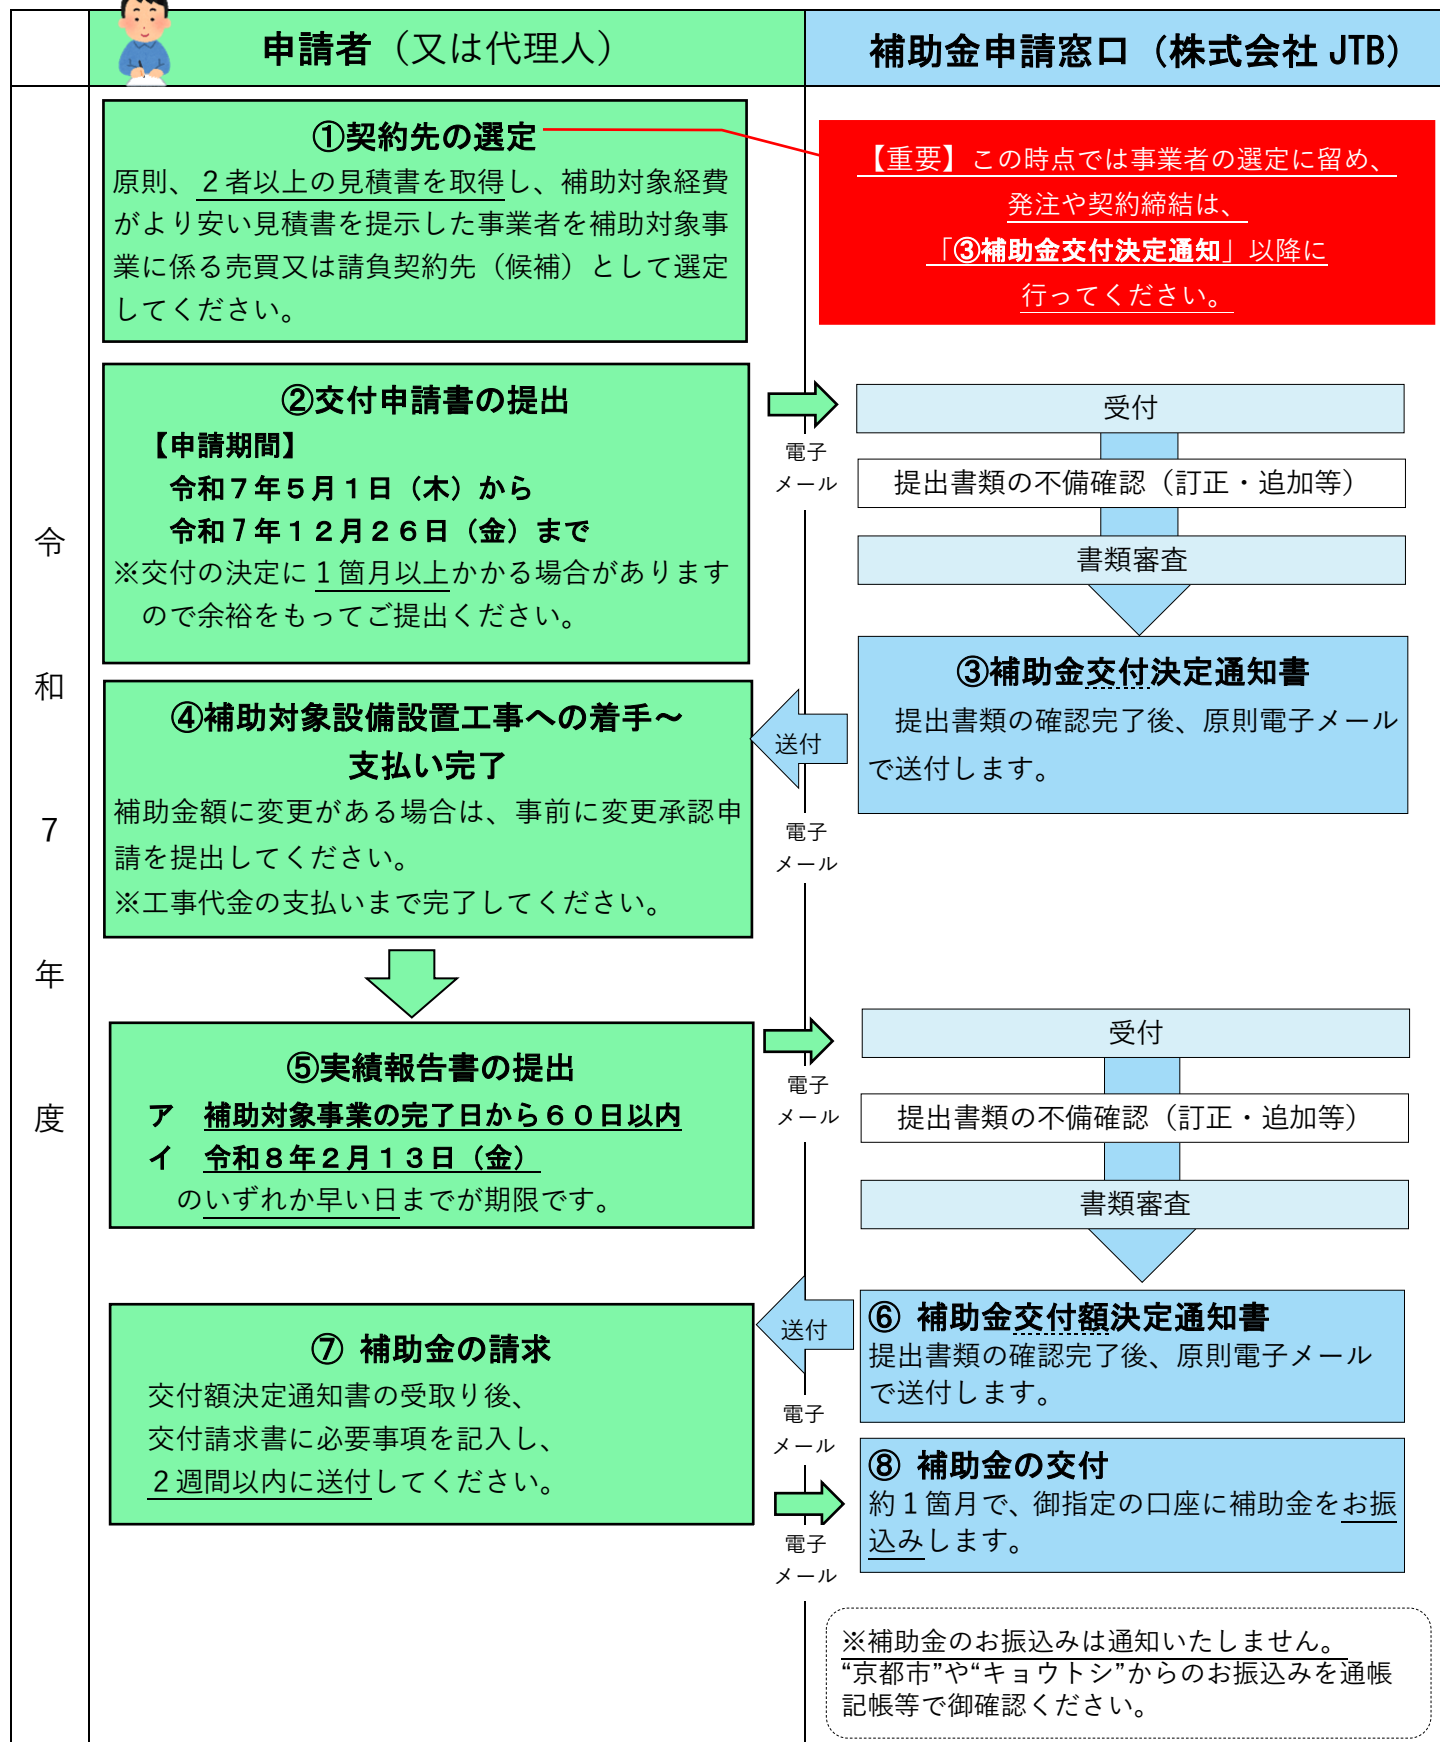 申請者（又は代理人）
補助金申請窓口（株式会社 JTB）
令和7年度
①契約先の選定
原則、２者以上の見積書を取得し、補助対象経費
がより安い見積書を提示した事業者を補助対象事
業に係る売買又は請負契約先（候補）として選定
してください。
【重要】この時点では事業者の選定に留め、
発注や契約締結は、
「③補助金交付決定通知」以降に
行ってください。
②交付申請書の提出
【申請期間】
令和７年５月１日（木）から
令和７年１２月２６日（金）まで
※交付の決定に１箇月以上かかる場合があります
ので余裕をもってご提出ください。
電子
メール
受付
提出書類の不備確認（訂正・追加等）
書類審査
③補助金交付決定通知書
提出書類の確認完了後、原則電子メール
で送付します。
送付
電子
メール
④補助対象設備設置工事への着手～
支払い完了
補助金額に変更がある場合は、事前に変更承認申
請を提出してください。
※工事代金の支払いまで完了してください。
⑤実績報告書の提出
ア　補助対象事業の完了日から６０日以内
イ　令和８年２月１３日（金）
のいずれか早い日までが期限です。
電子
メール
受付
提出書類の不備確認（訂正・追加等）
書類審査
⑥ 補助金交付額決定通知書
提出書類の確認完了後、原則電子メール
で送付します。
送付
電子
メール
⑦ 補助金の請求
交付額決定通知書の受取り後、
交付請求書に必要事項を記入し、
２週間以内に送付してください。
電子
メール
⑧ 補助金の交付
約１箇月で、御指定の口座に補助金をお振
込みします。
※補助金のお振込みは通知いたしません。
“京都市”や“キョウトシ”からのお振込みを通帳
記帳等で御確認ください。